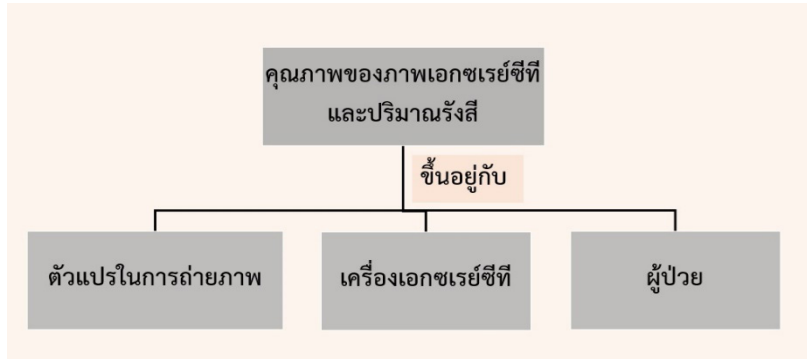 คุณภาพของภาพเอกซเรย์ซีที
และปริมาณรังสี
ขึ้นอยู่กับ
ตัวแปรในการถ่ายภาพ
เครื่องเอกซเรย์ซีที
ผู้ป่วย